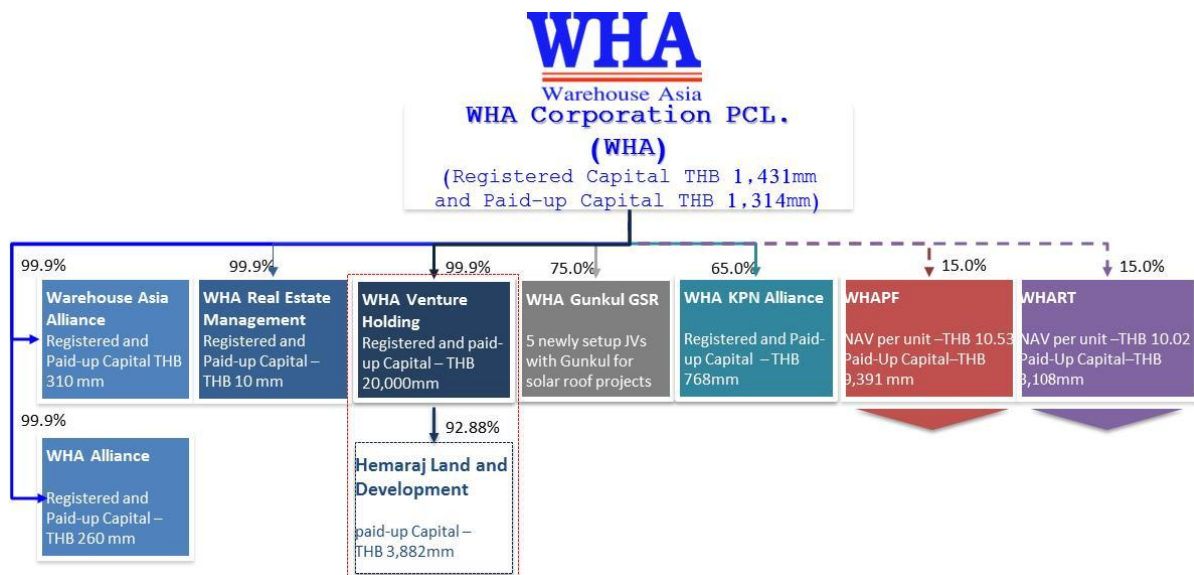 WHA
Warehouse Asia
WHA Corporation PCL.
(WHA)
(Registered Capital THB 1,431mm
and Paid-up Capital THB 1,314mm)
99.9%
99.9%
99.9%
75.0%
65.0%
15.0%
15.0%
Warehouse Asia
Alliance
Registered and
Paid-up Capital THB
310 mm
WHA Real Estate
Management
Registered and
Paid-up Capital –
THB 10 mm
WHA Venture
Holding
Registered and paid-
up Capital – THB
20,000mm
WHA Gunkul GSR
5 newly setup JVs
with Gunkul for
solar roof projects
WHA KPN Alliance
Registered and Paid-
up Capital – THB
768mm
WHAPF
NAV per unit –THB 10.53
Paid-Up Capital–THB
9,391 mm
WHART
NAV per unit –THB 10.02
Paid-Up Capital–THB
3,108mm
99.9%
WHA Alliance
Registered and
Paid-up Capital –
THB 260 mm
92.88%
Hemaraj Land and
Development
paid-up Capital –
THB 3,882mm